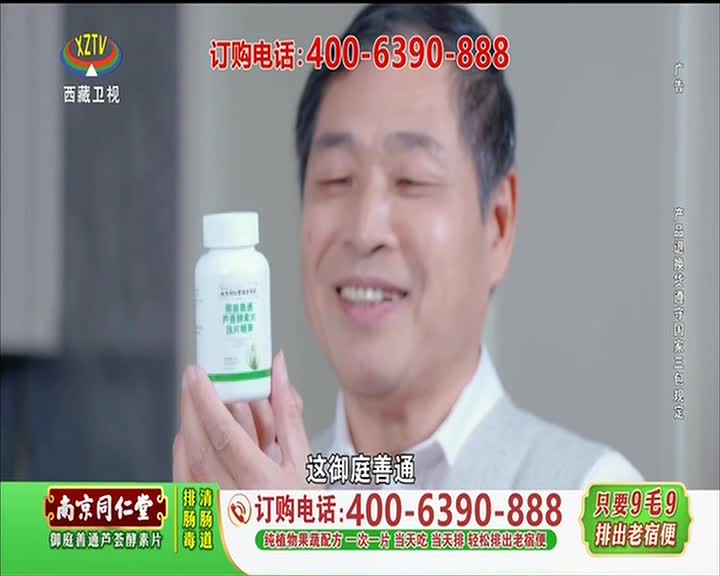 XZTV
西藏卫视
订购电话:400-6390-888
广告
产品退换货遵守国家三包规定
御庭善通
芦荟酵素片
压片糖果
这御庭善通
南京同仁堂
御庭善通芦荟酵素片
排肠毒
清肠道
订购电话:400-6390-888
纯植物果蔬配方 一次一片 当天吃 当天排 轻松排出老宿便
只要9毛9
排出老宿便